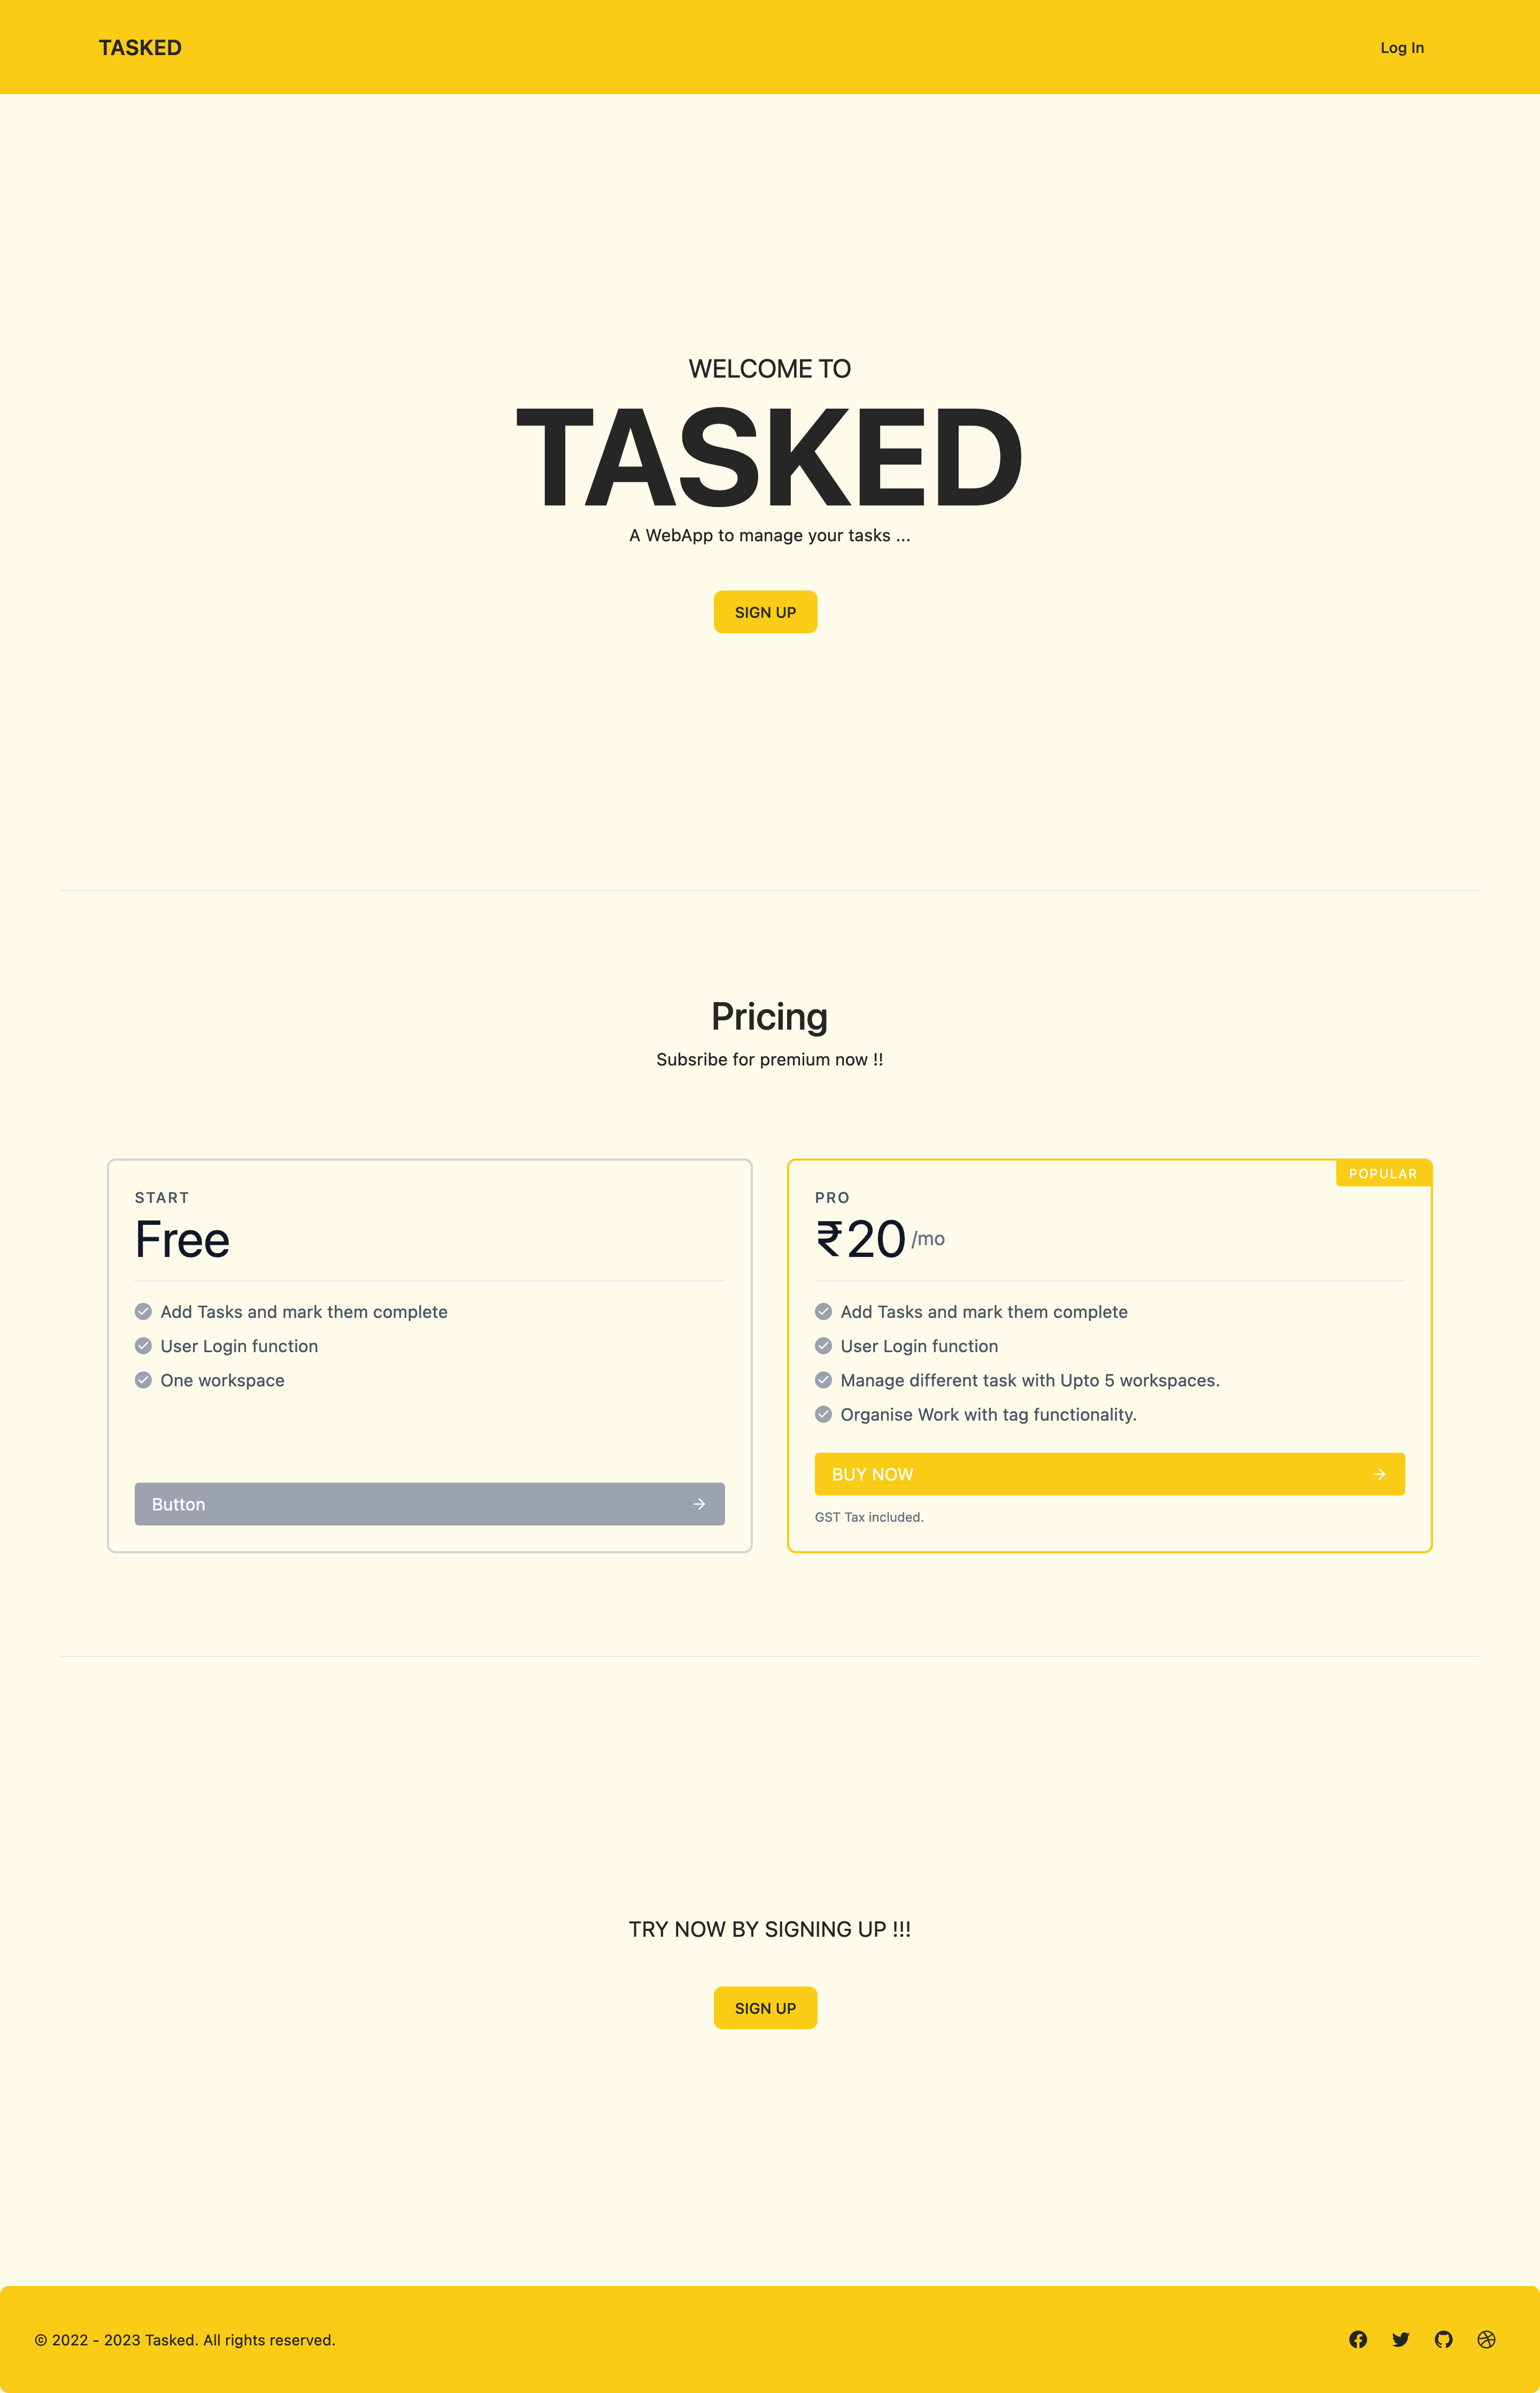 TASKED
Log In
WELCOME TO
TASKED
A WebApp to manage your tasks ...
SIGN UP
Pricing
Subsribe for premium now !!
START
Free
Add Tasks and mark them complete
User Login function
One workspace
Button
POPULAR
PRO
₹20 /mo
Add Tasks and mark them complete
User Login function
Manage different task with Upto 5 workspaces.
Organise Work with tag functionality.
BUY NOW
GST Tax included.
TRY NOW BY SIGNING UP !!!
SIGN UP
© 2022 - 2023 Tasked. All rights reserved.